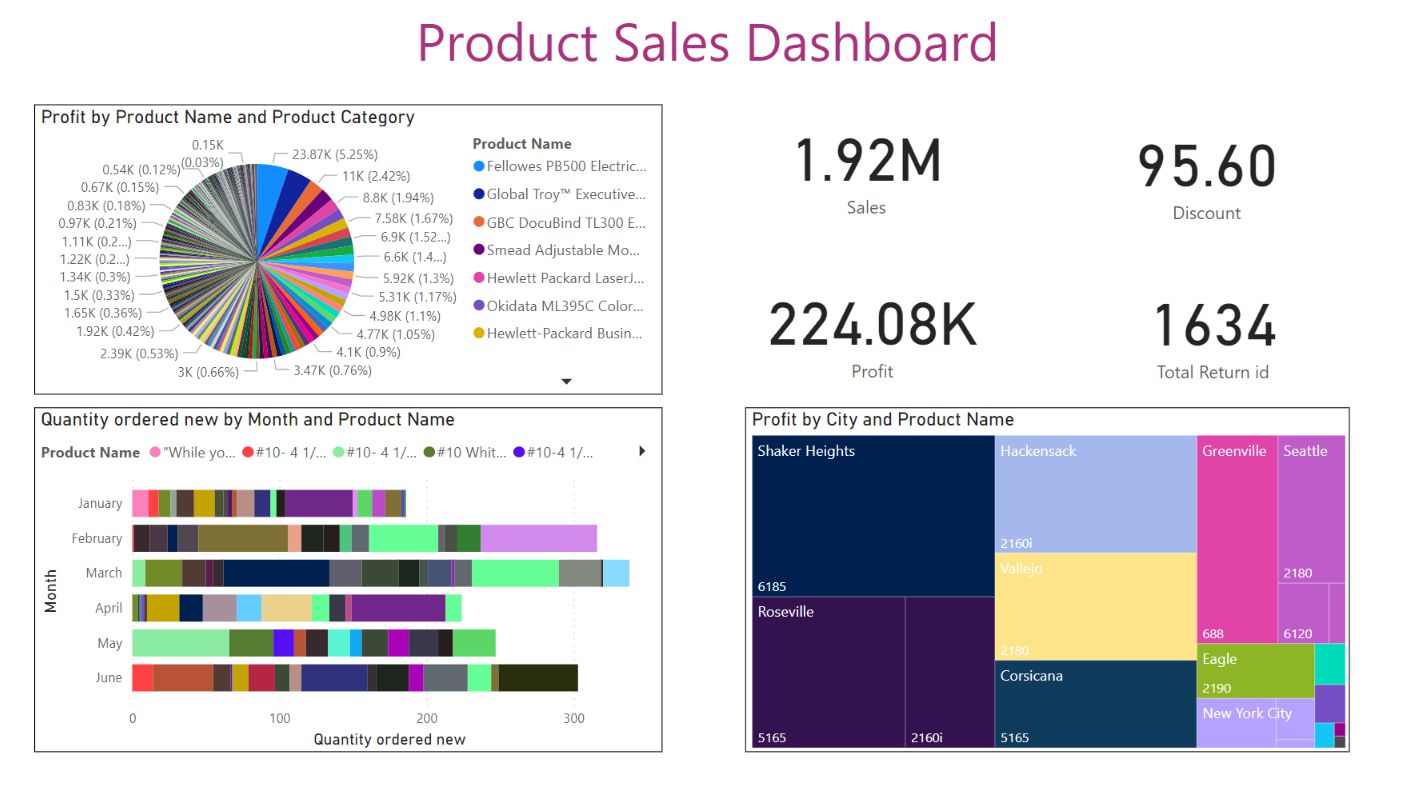 Product Sales Dashboard
Profit by Product Name and Product Category
0.15K
(0.03%)
0.54K (0.12%)
0.67K (0.15%)
0.83K (0.18%)
0.97K (0.21%)
1.11K (0.2...)
1.22K (0.2...)
1.34K (0.3%)
1.5K (0.33%)
1.65K (0.36%)
1.92K (0.42%)
2.39K (0.53%)
3K (0.66%)
23.87K (5.25%)
11K (2.42%)
8.8K (1.94%)
7.58K (1.67%)
6.9K (1.52...)
6.6K (1.4...)
5.92K (1.3%)
5.31K (1.17%)
4.98K (1.1%)
4.77K (1.05%)
4.1K (0.9%)
3.47K (0.76%)
Product Name
Fellowes PB500 Electric...
Global Troy™ Executive...
GBC DocuBind TL300 E...
Smead Adjustable Mo...
Hewlett Packard LaserJ...
Okidata ML395C Color...
Hewlett-Packard Busin...
1.92M
Sales
95.60
Discount
224.08K
Profit
1634
Total Return id
Quantity ordered new by Month and Product Name
Product Name "While yo... #10- 4 1/... #10- 4 1/... #10 Whit... #10-4 1/...
Month
January
February
March
April
May
June
0 100 200 300
Quantity ordered new
Profit by City and Product Name
Shaker Heights
6185
Roseville
5165
2160i
Hackensack
2160i
Vallejo
2180
Corsicana
5165
Greenville
688
Seattle
2180
6120
Eagle
2190
New York City